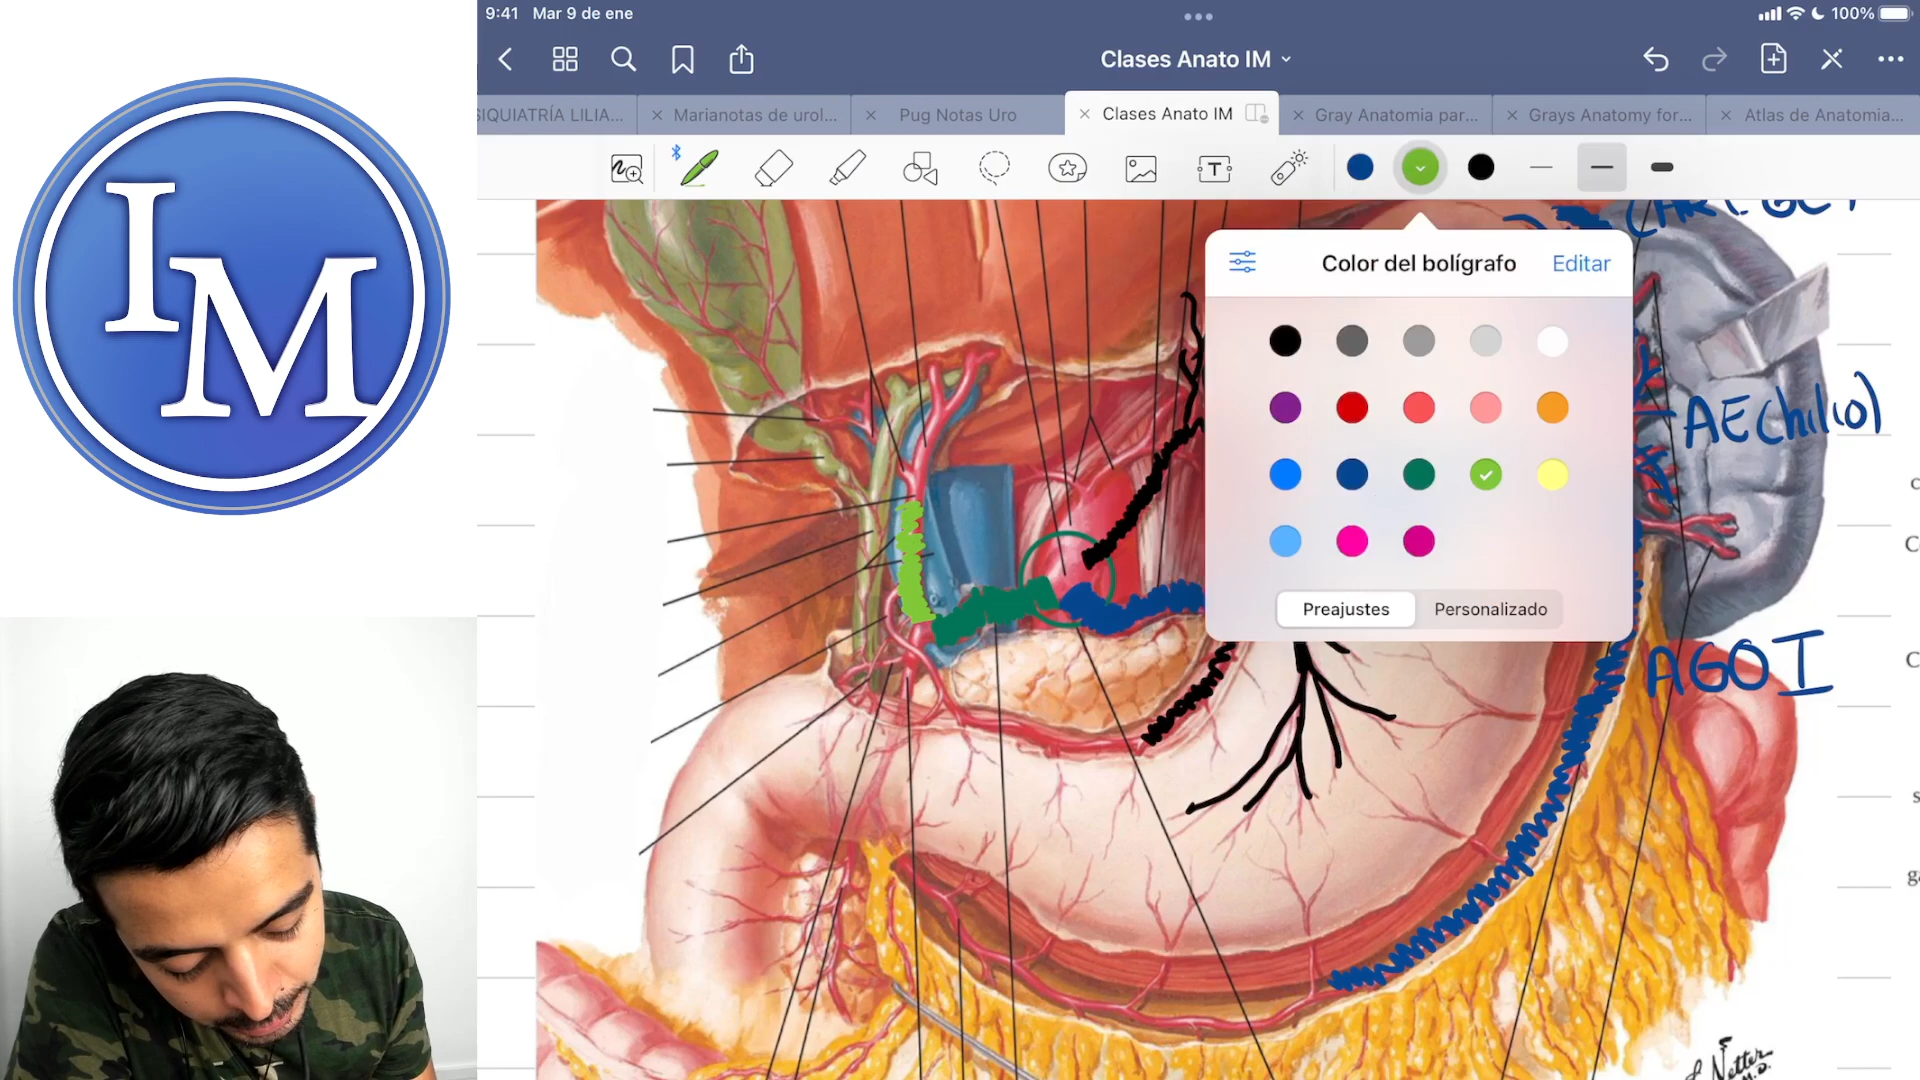 9:41 Mar 9 de ene
100%
Clases Anato IM
SIQUIATRÍA LILIA...
Marianotas de urol...
Pug Notas Uro
Clases Anato IM
Gray Anatomia par...
Grays Anatomy for...
Atlas de Anatomia...
IM
T
Color del bolígrafo
Editar
AE (hilio)
Preajustes
Personalizado
AGOI
Netter
M.D.